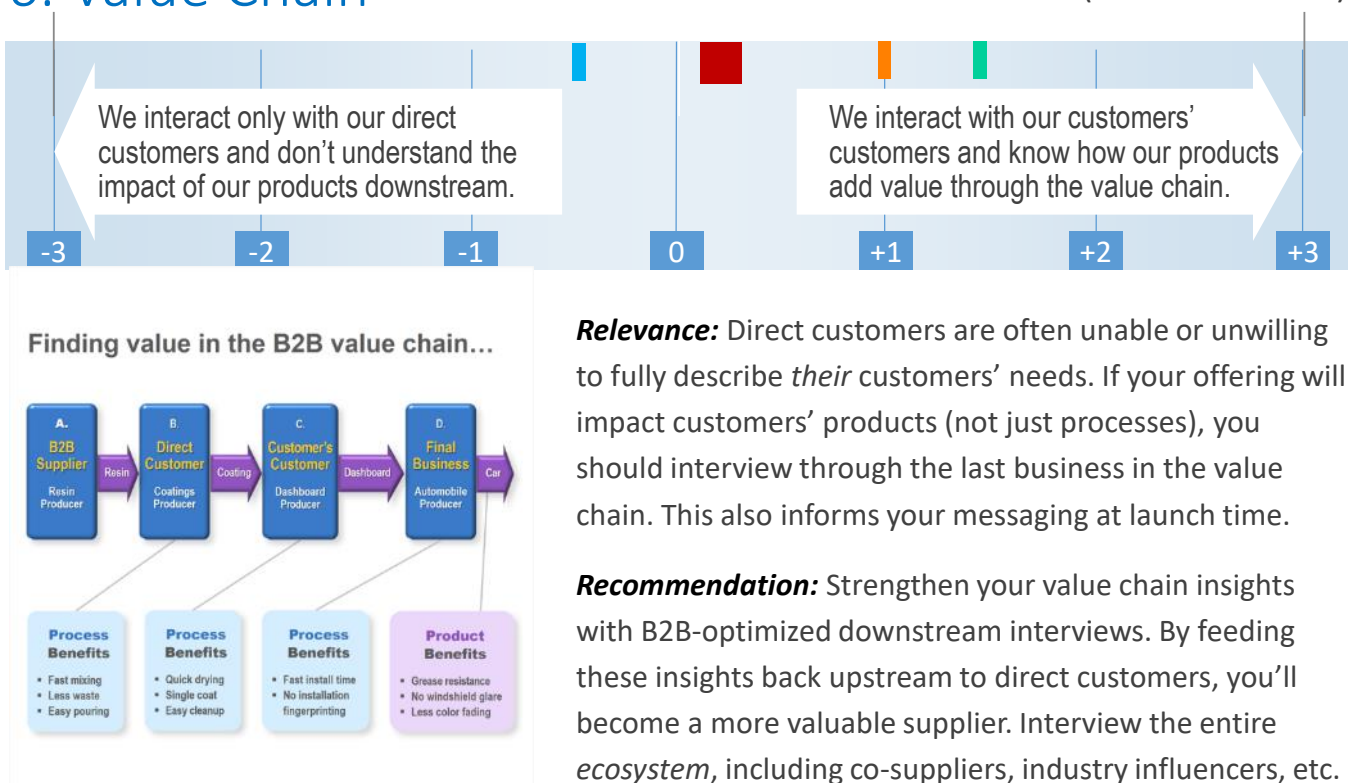 We interact only with our direct
customers and don't understand the
impact of our products downstream.
We interact with our customers'
customers and know how our products
add value through the value chain.
-3
-2
-1
0
+1
+2
+3
Finding value in the B2B value chain...
A.
B2B
Supplier
Resin
Producer
Resin
B.
Direct
Customer
Coatings
Producer
Coating
C.
Customer's
Customer
Dashboard
Producer
Dashboard
D.
Final
Business
Automobile
Producer
Car
Process
Benefits
• Fast mixing
• Less waste
• Easy pouring
Process
Benefits
• Quick drying
• Single coat
• Easy cleanup
Process
Benefits
• Fast install time
• No installation
fingerprinting
Product
Benefits
• Grease resistance
• No windshield glare
• Less color fading
Relevance: Direct customers are often unable or unwilling
to fully describe their customers' needs. If your offering will
impact customers' products (not just processes), you
should interview through the last business in the value
chain. This also informs your messaging at launch time.
Recommendation: Strengthen your value chain insights
with B2B-optimized downstream interviews. By feeding
these insights back upstream to direct customers, you'll
become a more valuable supplier. Interview the entire
ecosystem, including co-suppliers, industry influencers, etc.